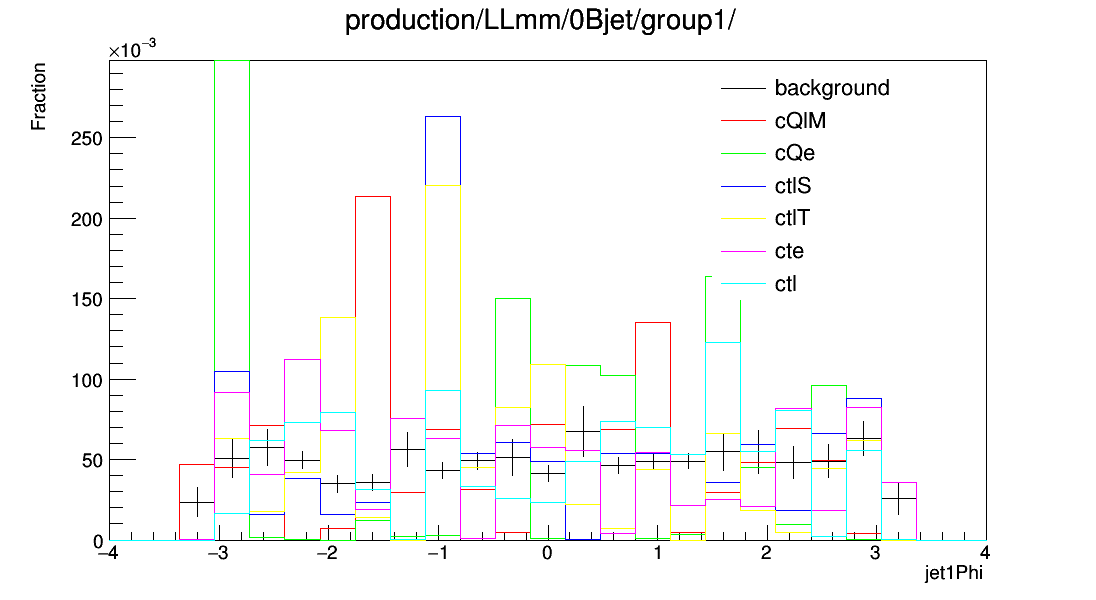 production/LLmm/0Bjet/group1/
×10⁻³
Fraction
background
cQlM
cQe
ctlS
ctlT
cte
ctl
250
200
150
100
50
0
−4 −3 −2 −1 0 1 2 3 4
jet1Phi